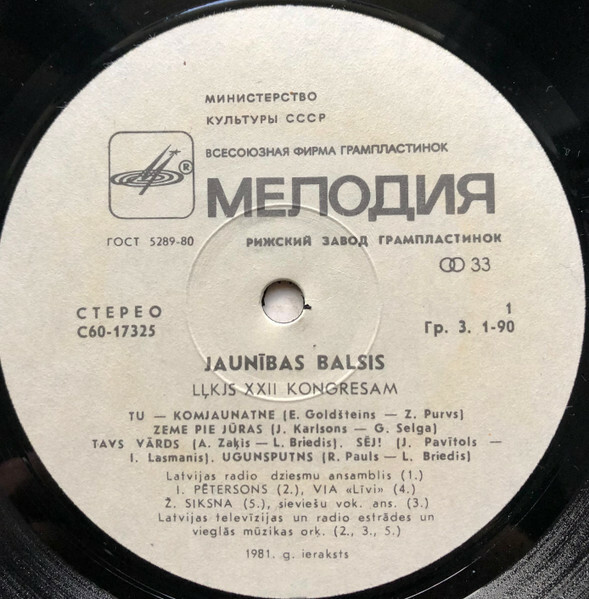 МИНИСТЕРСТВО
КУЛЬТУРЫ СССР
ВСЕСОЮЗНАЯ ФИРМА ГРАМПЛАСТИНОК
® МЕЛОДИЯ
ГОСТ 5289-80 РИЖСКИЙ ЗАВОД ГРАМПЛАСТИНОК
33
СТЕРЕО 1
С60-17325 Гр. 3. 1-90
JAUNĪBAS BALSIS
LĻKJS XXII KONGRESAM
TU — KOMJAUNATNE (E. Goldšteins — Z. Purvs)
ZEME PIE JŪRAS (J. Karlsons — G. Selga)
TAVS VĀRDS (A. Zaķis — L. Briedis). SĒJ! (J. Pavītols —
I. Lasmanis). UGUNSPUTNS (R. Pauls — L. Briedis)
Latvijas radio dziesmu ansamblis (1.)
I. PĒTERSONS (2.), VIA «Līvi» (4.)
Ž. SIKSNA (5.), sieviešu vok. ans. (3.)
Latvijas televīzijas un radio estrādes un
vieglās mūzikas orķ. (2., 3., 5.)
1981. g. ieraksts